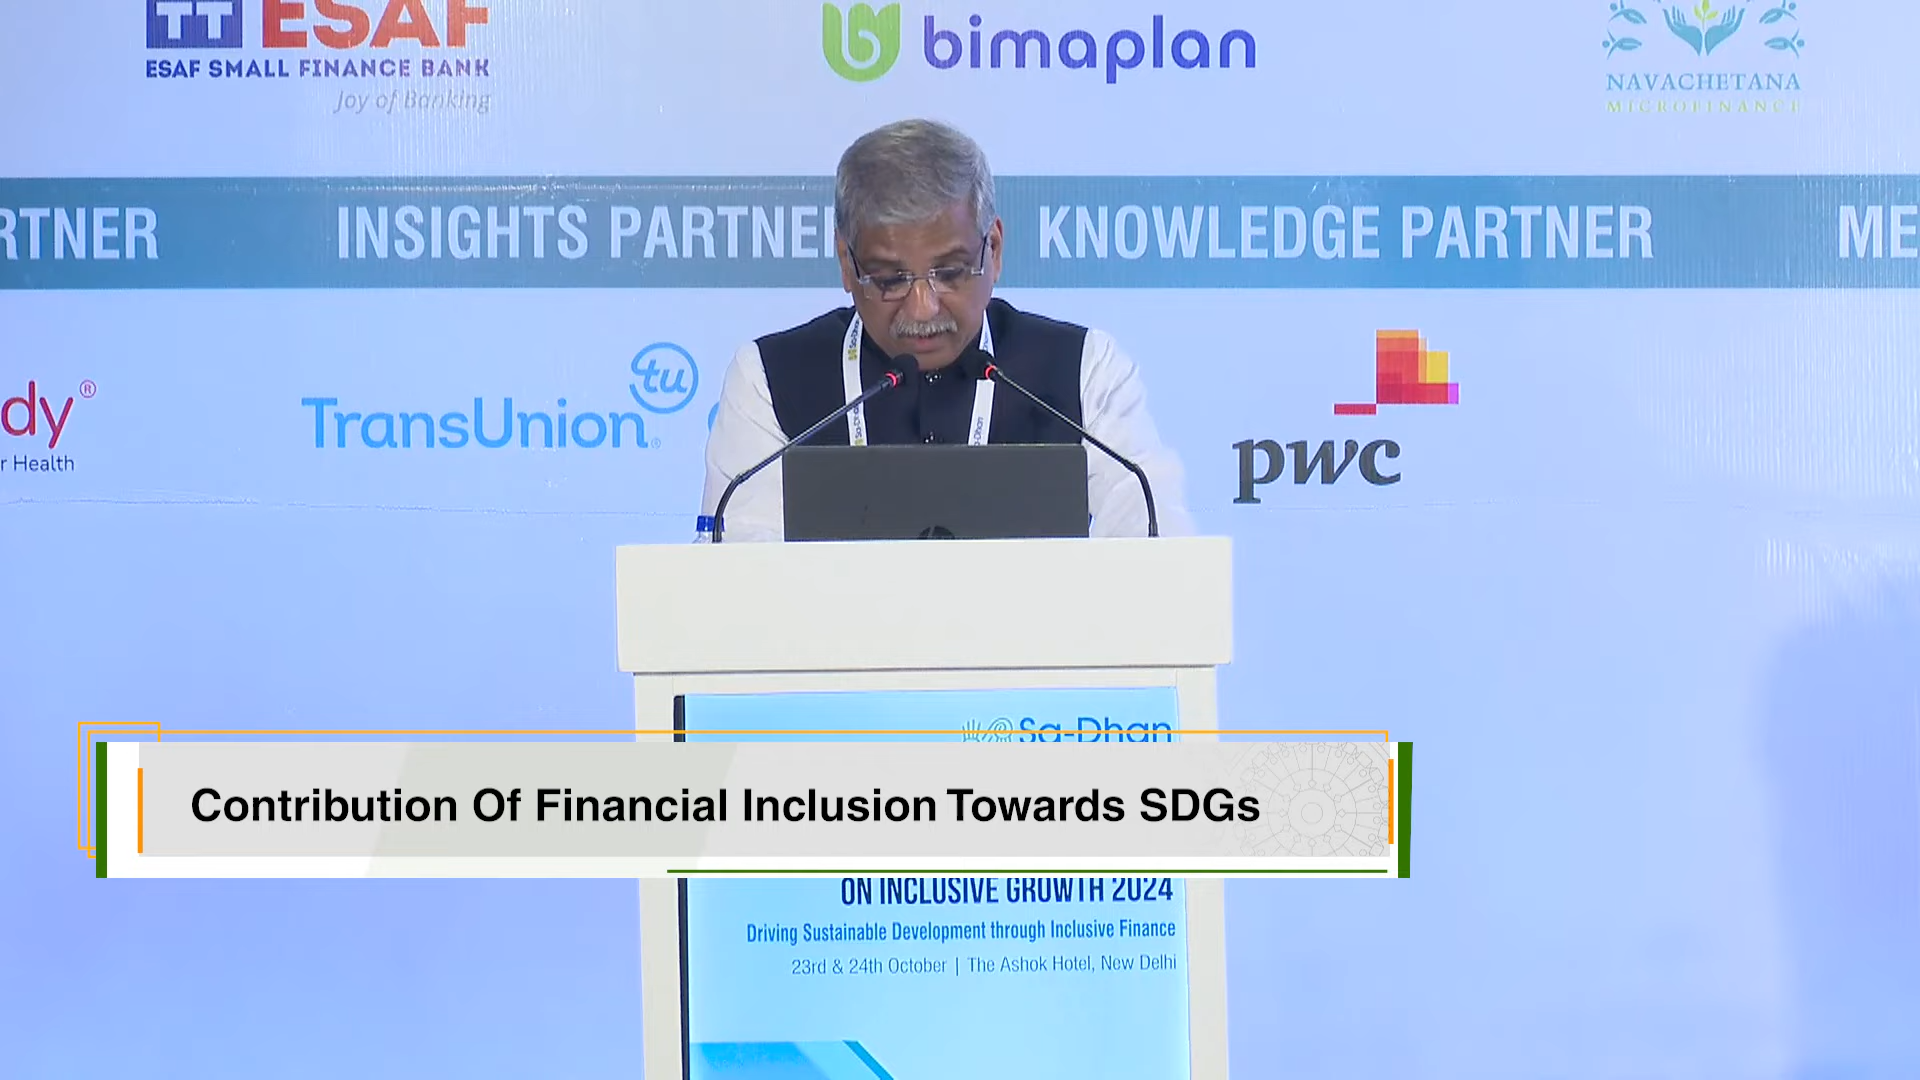 ESAF
ESAF SMALL FINANCE BANK
Joy of Banking
bimaplan
NAVACHETANA
MICROFINANCE
RTNER
INSIGHTS PARTNE
KNOWLEDGE PARTNER
ME
dy®
r Health
TransUnion®
tu
pwc
Sa-Dhan
Contribution Of Financial Inclusion Towards SDGs
ON INCLUSIVE GROWTH 2024
Driving Sustainable Development through Inclusive Finance
23rd & 24th October | The Ashok Hotel, New Delhi